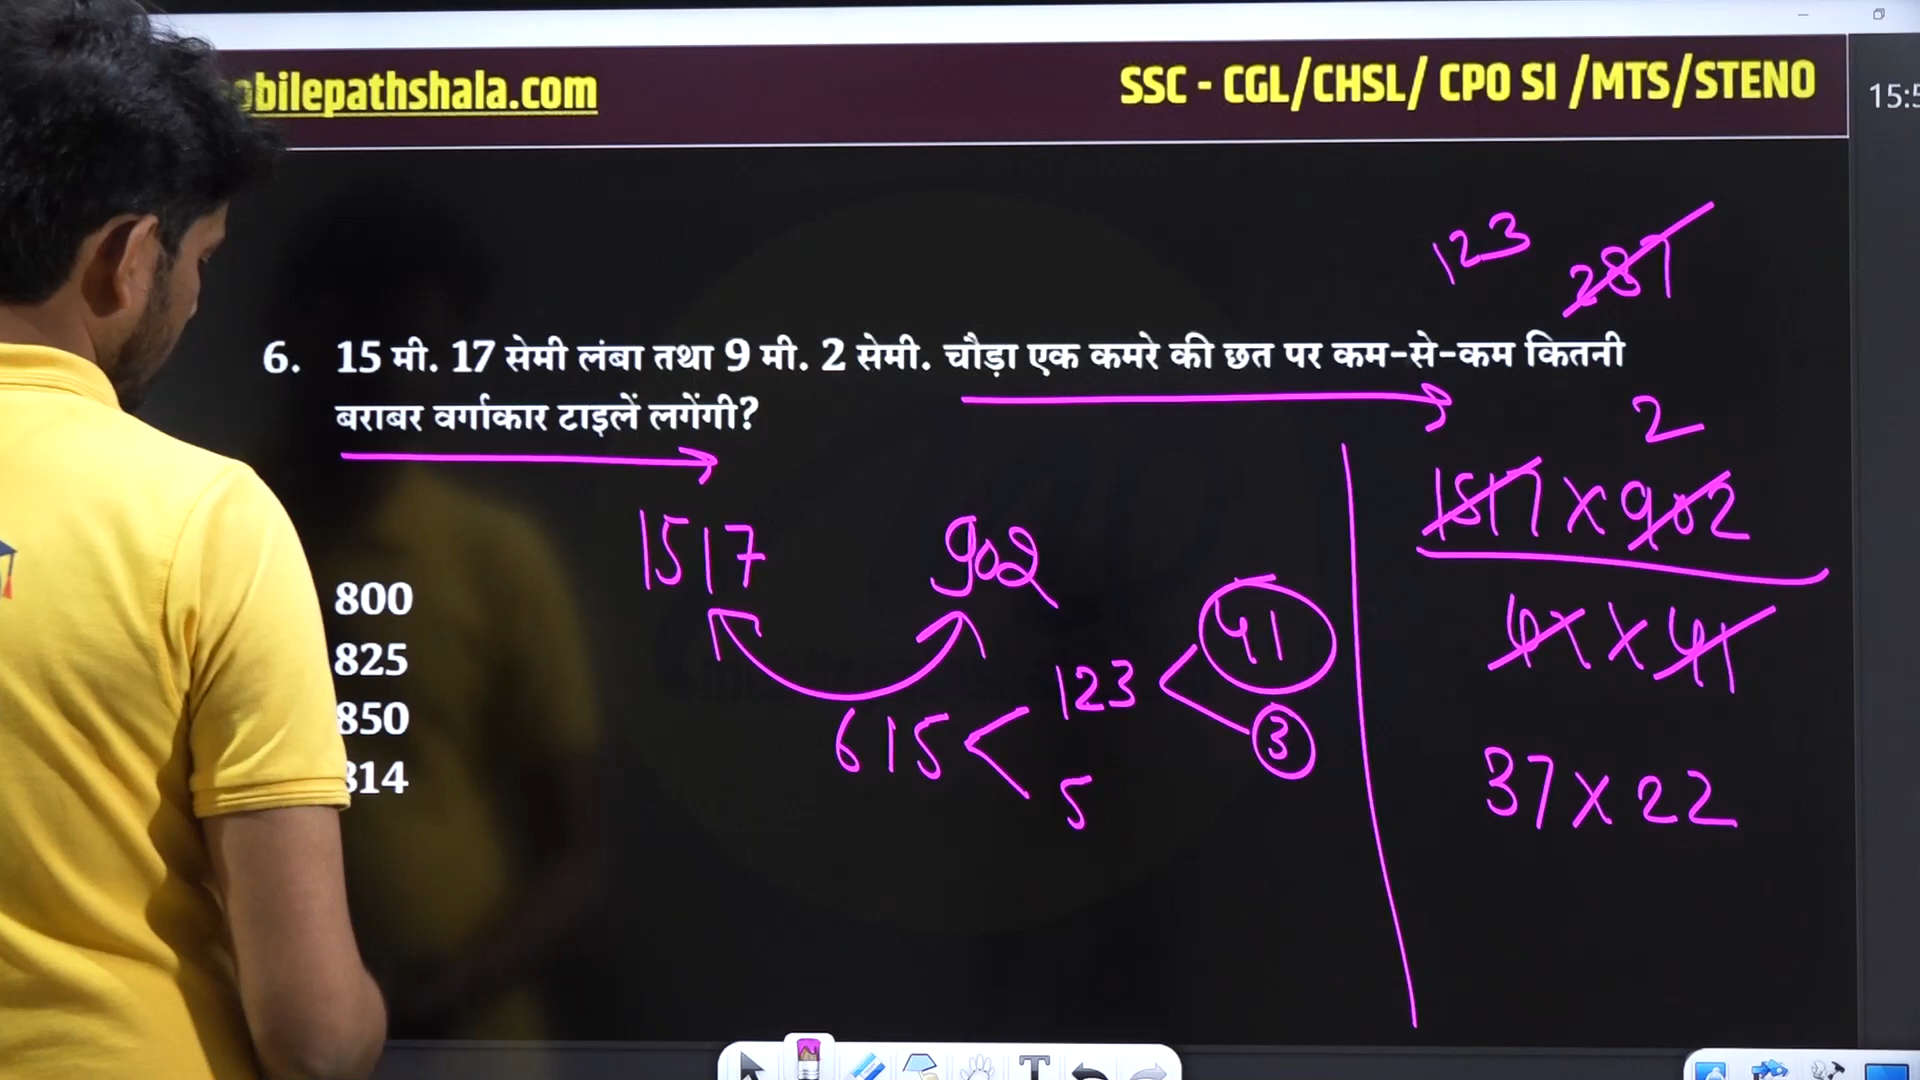 obilepathshala.com
SSC - CGL/CHSL/ CPO SI /MTS/STENO
15:5
123 287
6. 15 मी. 17 सेमी लंबा तथा 9 मी. 2 सेमी. चौड़ा एक कमरे की छत पर कम-से-कम कितनी
बराबर वर्गाकार टाइलें लगेंगी?
2
1517 902
1517 x 902
800
41
41 x 41
825
123
850
615
3
5
814
37 x 22
T